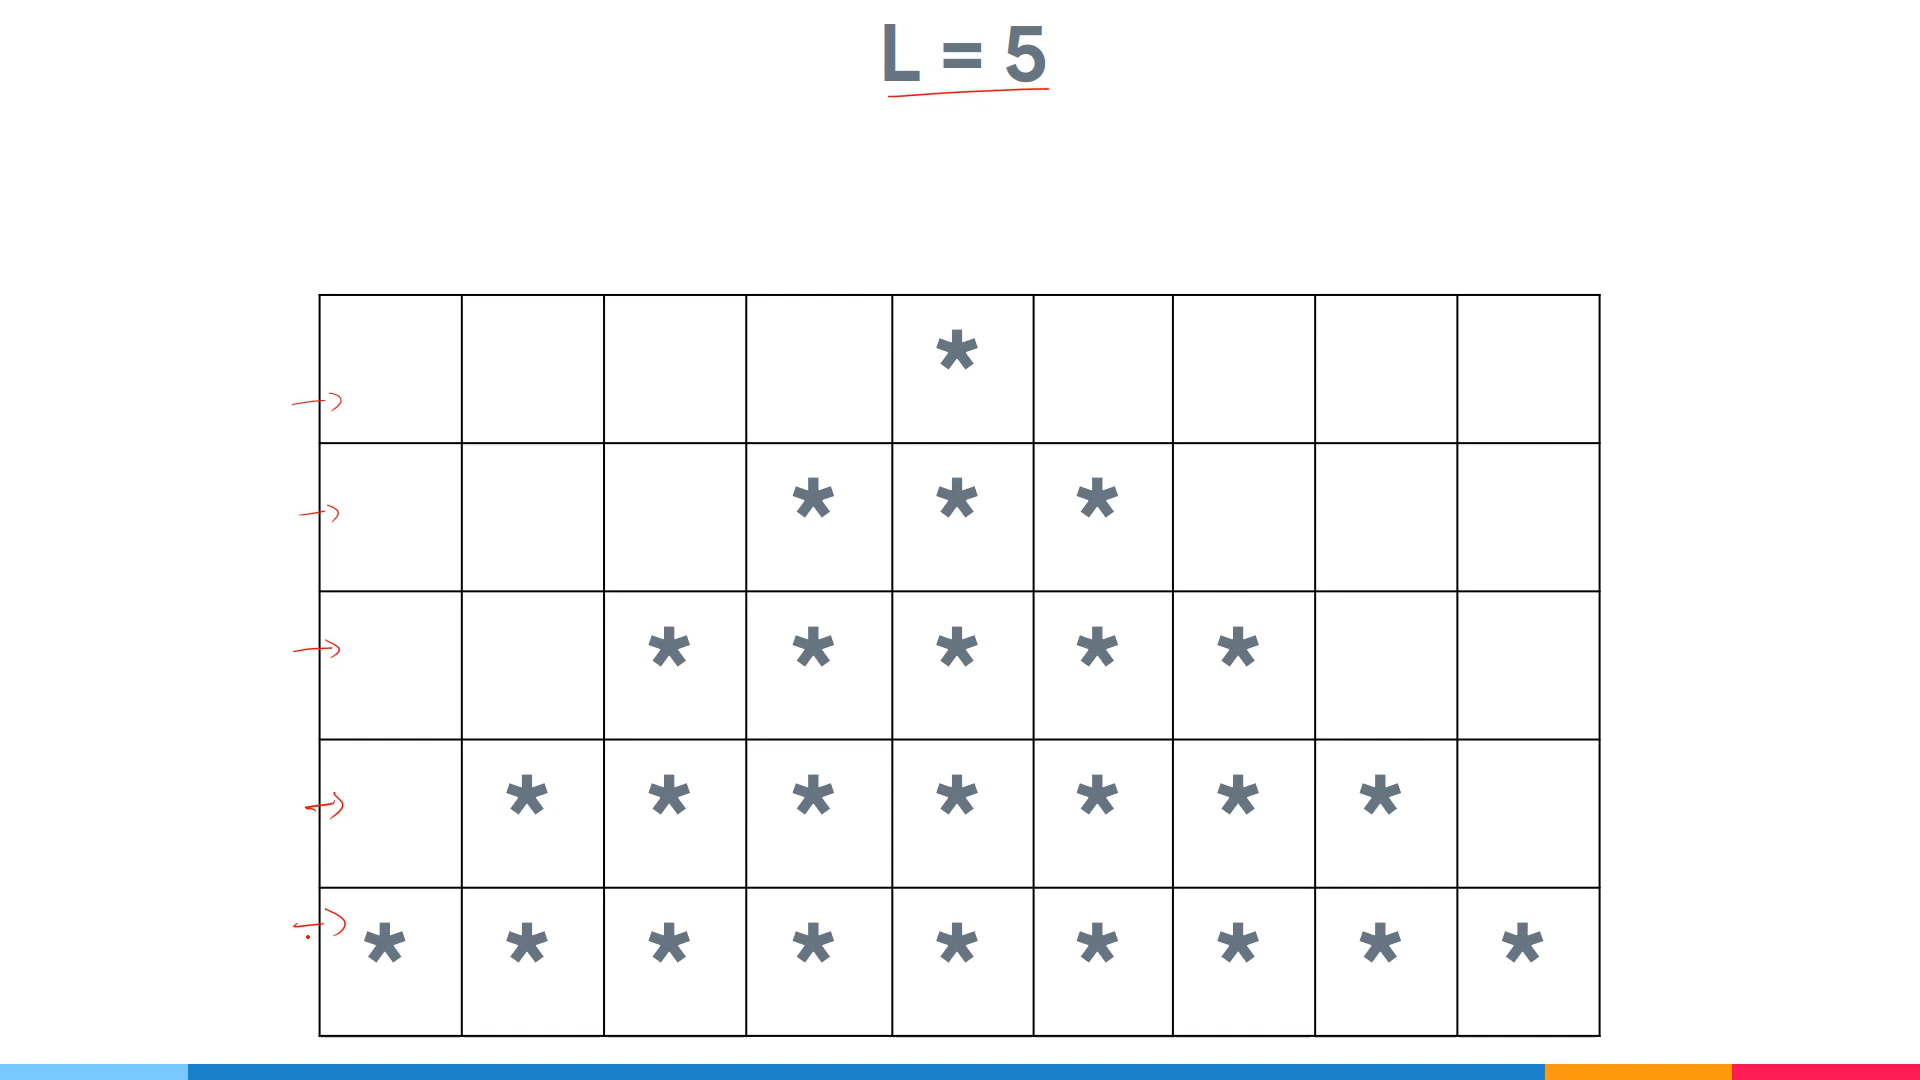 L = 5
*
* * *
* * * * *
* * * * * * *
* * * * * * * * *